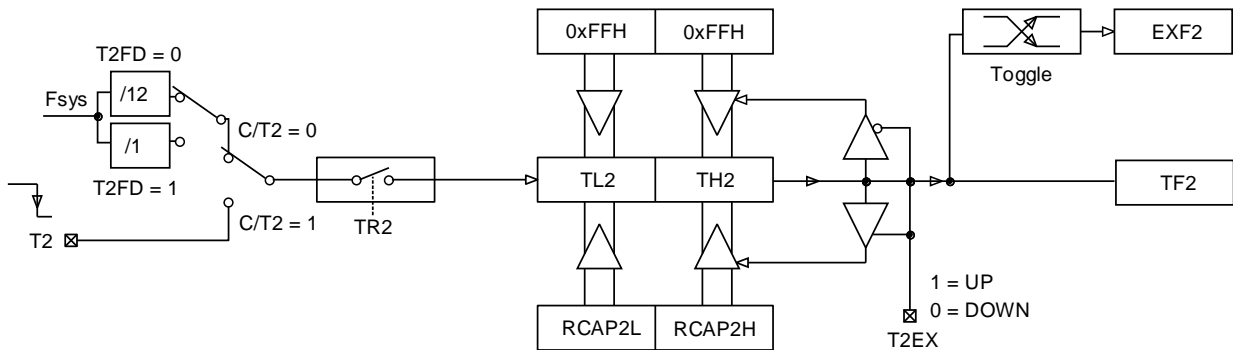 0xFFH 0xFFH
EXF2
T2FD = 0
Toggle
Fsys
/12
C/T2 = 0
/1
TL2 TH2
TF2
T2FD = 1
C/T2 = 1
TR2
T2
1 = UP
0 = DOWN
RCAP2L RCAP2H
T2EX